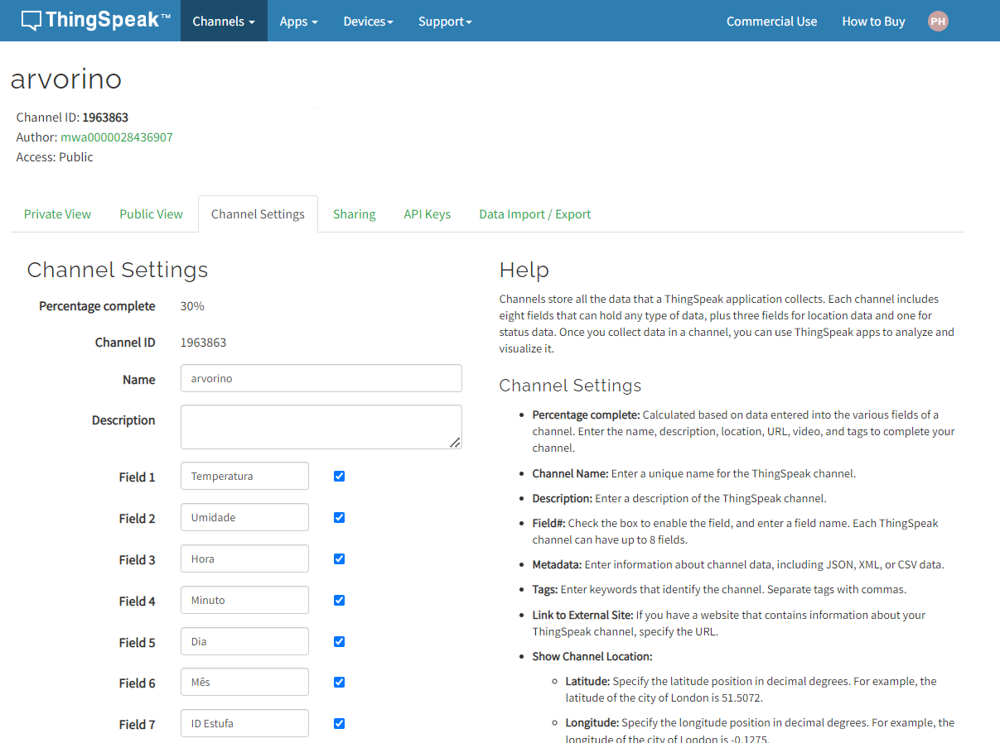 ThingSpeak™ Channels Apps Devices Support Commercial Use How to Buy PH
arvorino
Channel ID: 1963863
Author: mwa0000028436907
Access: Public
Private View Public View Channel Settings Sharing API Keys Data Import / Export
Channel Settings
Percentage complete 30%
Channel ID 1963863
Name arvorino
Description
Field 1 Temperatura
Field 2 Umidade
Field 3 Hora
Field 4 Minuto
Field 5 Dia
Field 6 Mês
Field 7 ID Estufa
Help
Channels store all the data that a ThingSpeak application collects. Each channel includes
eight fields that can hold any type of data, plus three fields for location data and one for
status data. Once you collect data in a channel, you can use ThingSpeak apps to analyze and
visualize it.
Channel Settings
• Percentage complete: Calculated based on data entered into the various fields of a
channel. Enter the name, description, location, URL, video, and tags to complete your
channel.
• Channel Name: Enter a unique name for the ThingSpeak channel.
• Description: Enter a description of the ThingSpeak channel.
• Field#: Check the box to enable the field, and enter a field name. Each ThingSpeak
channel can have up to 8 fields.
• Metadata: Enter information about channel data, including JSON, XML, or CSV data.
• Tags: Enter keywords that identify the channel. Separate tags with commas.
• Link to External Site: If you have a website that contains information about your
ThingSpeak channel, specify the URL.
• Show Channel Location:
◦ Latitude: Specify the latitude position in decimal degrees. For example, the
latitude of the city of London is 51.5072.
◦ Longitude: Specify the longitude position in decimal degrees. For example, the
longitude of the city of London is -0.1275.